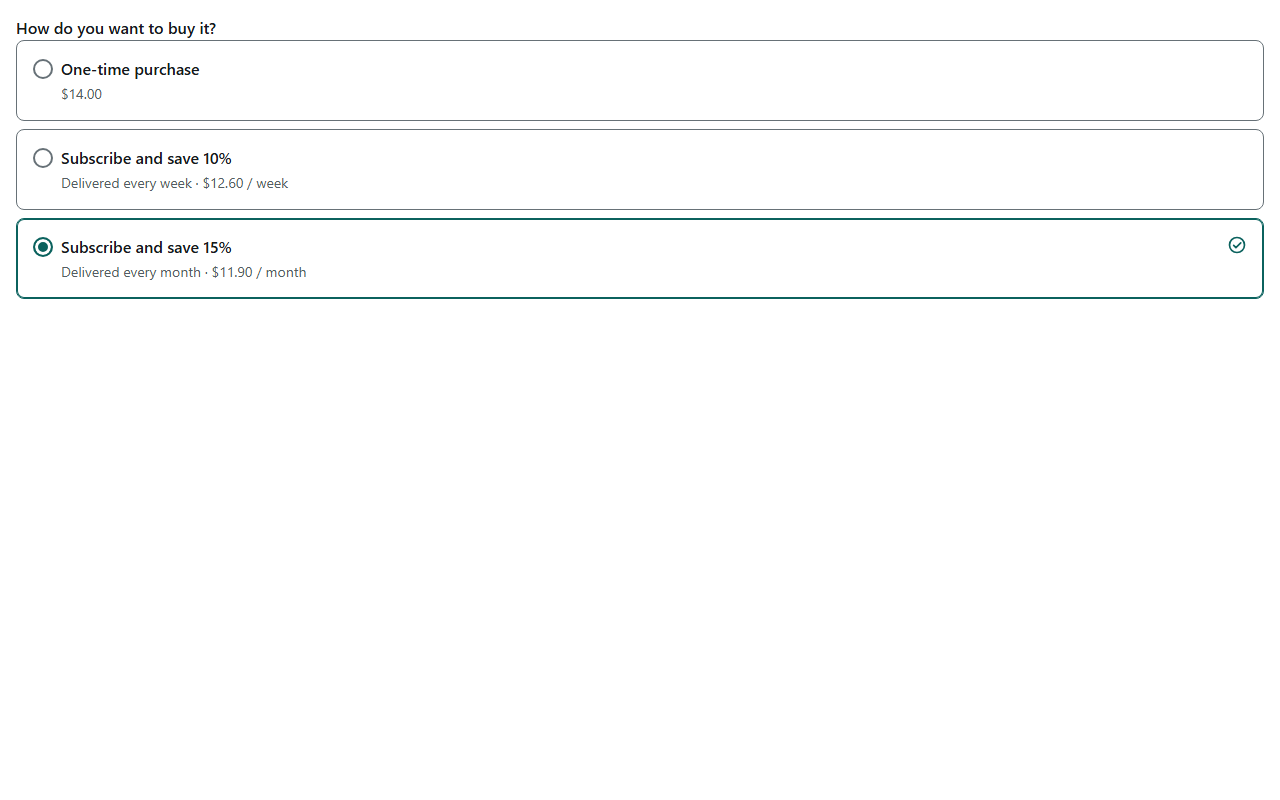 How do you want to buy it?
One-time purchase
$14.00
Subscribe and save 10%
Delivered every week · $12.60 / week
Subscribe and save 15%
Delivered every month · $11.90 / month